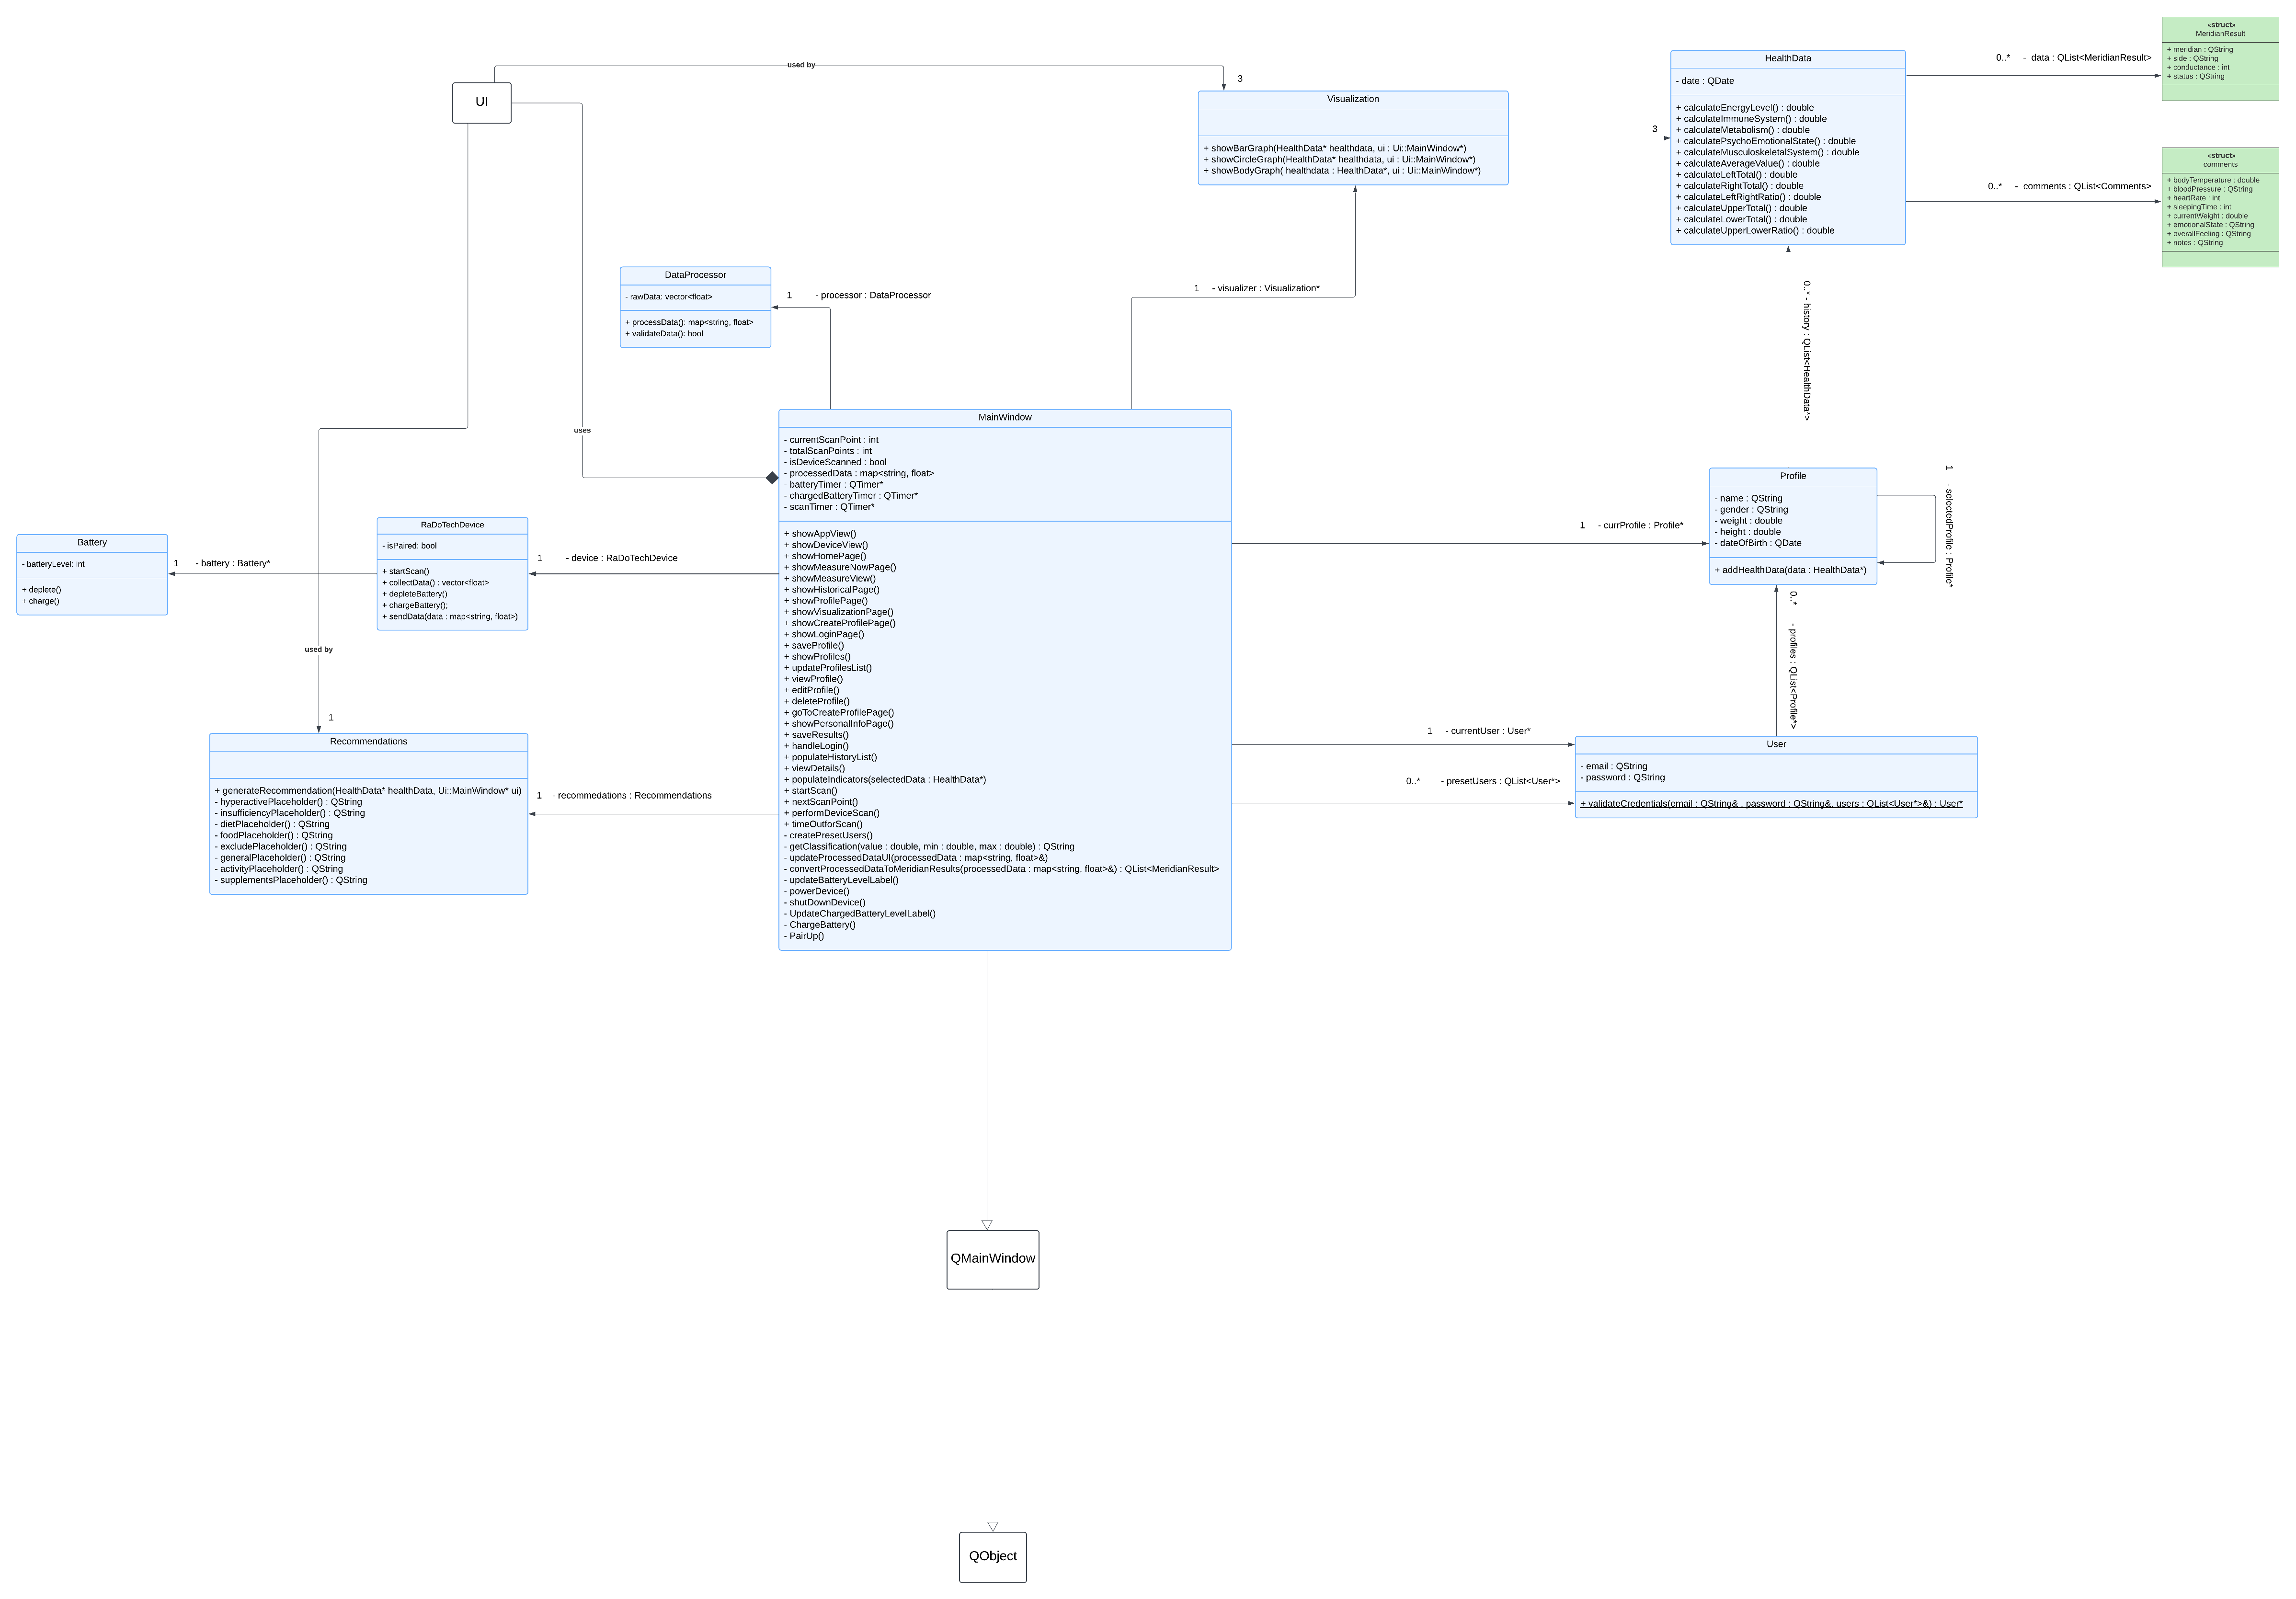 used by
3
UI
Visualization
+ showBarGraph(HealthData* healthdata, ui : Ui::MainWindow*)
+ showCircleGraph(HealthData* healthdata, ui : Ui::MainWindow*)
+ showBodyGraph( healthdata : HealthData*, ui : Ui::MainWindow*)
HealthData
- date : QDate
+ calculateEnergyLevel() : double
+ calculateImmuneSystem() : double
+ calculateMetabolism() : double
+ calculatePsychoEmotionalState() : double
+ calculateMusculoskeletalSystem() : double
+ calculateAverageValue() : double
+ calculateLeftTotal() : double
+ calculateRightTotal() : double
+ calculateLeftRightRatio() : double
+ calculateUpperTotal() : double
+ calculateLowerTotal() : double
+ calculateUpperLowerRatio() : double
3
0..* - data : QList<MeridianResult>
<<struct>>
MeridianResult
+ meridian : QString
+ side : QString
+ conductance : int
+ status : QString
0..* - comments : QList<Comments>
<<struct>>
comments
+ bodyTemperature : double
+ bloodPressure : QString
+ heartRate : int
+ sleepingTime : int
+ currentWeight : double
+ emotionalState : QString
+ overallFeeling ; QString
+ notes : QString
DataProcessor
- rawData: vector<float>
+ processData(): map<string, float>
+ validateData(): bool
1 - processor : DataProcessor
1 - visualizer : Visualization*
0..* - history : QList<HealthData*>
uses
MainWindow
- currentScanPoint : int
- totalScanPoints : int
- isDeviceScanned : bool
- processedData : map<string, float>
- batteryTimer : QTimer*
- chargedBatteryTimer : QTimer*
- scanTimer : QTimer*
+ showAppView()
+ showDeviceView()
+ showHomePage()
+ showMeasureNowPage()
+ showMeasureView()
+ showHistoricalPage()
+ showProfilePage()
+ showVisualizationPage()
+ showCreateProfilePage()
+ showLoginPage()
+ saveProfile()
+ showProfiles()
+ updateProfilesList()
+ viewProfile()
+ editProfile()
+ deleteProfile()
+ goToCreateProfilePage()
+ showPersonalInfoPage()
+ saveResults()
+ handleLogin()
+ populateHistoryList()
+ viewDetails()
+ populateIndicators(selectedData : HealthData*)
+ startScan()
+ nextScanPoint()
+ performDeviceScan()
+ timeOutforScan()
- createPresetUsers()
- getClassification(value : double, min : double, max : double) : QString
- updateProcessedDataUI(processedData : map<string, float>&)
- convertProcessedDataToMeridianResults(processedData : map<string, float>&) : QList<MeridianResult>
- updateBatteryLevelLabel()
- powerDevice()
- shutDownDevice()
- UpdateChargedBatteryLevelLabel()
- ChargeBattery()
- PairUp()
Battery
- batteryLevel: int
+ deplete()
+ charge()
1 - battery : Battery*
RaDoTechDevice
- isPaired: bool
+ startScan()
+ collectData() : vector<float>
+ depleteBattery()
+ chargeBattery();
+ sendData(data : map<string, float>)
1 - device : RaDoTechDevice
1 - currProfile : Profile*
Profile
- name : QString
- gender : QString
- weight : double
- height : double
- dateOfBirth : QDate
+ addHealthData(data : HealthData*)
1 - selectedProfile : Profile*
0..* - profiles : QList<Profile*>
used by
1
Recommendations
+ generateRecommendation(HealthData* healthData, Ui::MainWindow* ui)
- hyperactivePlaceholder() : QString
- insufficiencyPlaceholder() : QString
- dietPlaceholder() : QString
- foodPlaceholder() : QString
- excludePlaceholder() : QString
- generalPlaceholder() : QString
- activityPlaceholder() : QString
- supplementsPlaceholder() : QString
1 - recommedations : Recommendations
1 - currentUser : User*
0..* - presetUsers : QList<User*>
User
- email : QString
- password : QString
+ validateCredentials(email : QString& , password : QString&, users : QList<User*>&) : User*
QMainWindow
QObject